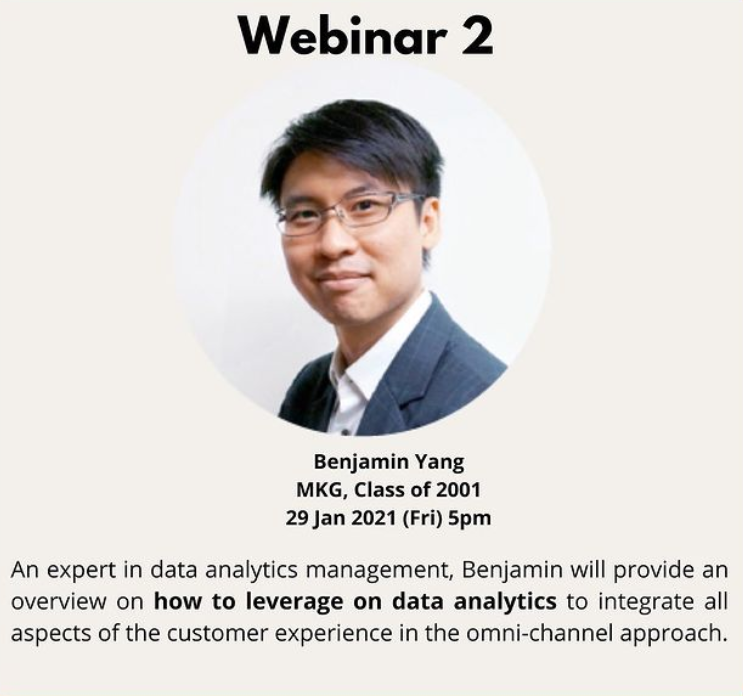 Webinar 2
Benjamin Yang
MKG, Class of 2001
29 Jan 2021 (Fri) 5pm
An expert in data analytics management, Benjamin will provide an
overview on how to leverage on data analytics to integrate all
aspects of the customer experience in the omni-channel approach.